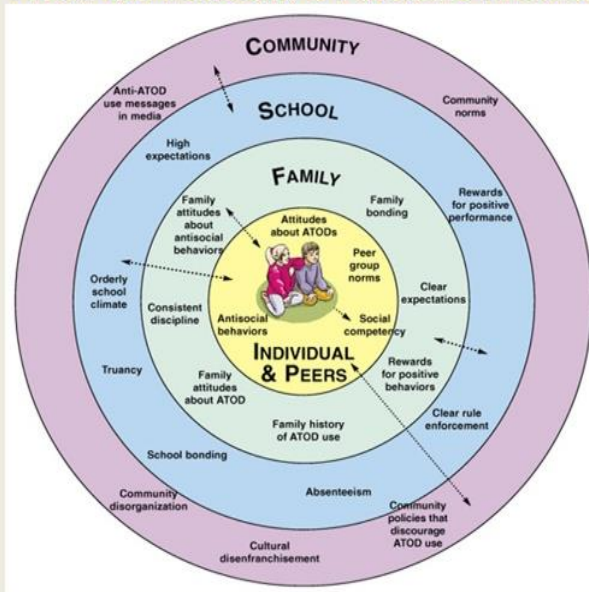 COMMUNITY
Anti-ATOD
use messages
in media
Community
norms
SCHOOL
High
expectations
Rewards
for positive
performance
FAMILY
Family
attitudes
about
antisocial
behaviors
Family
bonding
Attitudes
about ATODs
Peer
group
norms
Orderly
school
climate
Consistent
discipline
Clear
expectations
Antisocial
behaviors
Social
competency
INDIVIDUAL
& PEERS
Truancy
Family
attitudes
about ATOD
Rewards
for positive
behaviors
Family history
of ATOD use
Clear rule
enforcement
School bonding
Absenteeism
Community
disorganization
Community
policies that
discourage
ATOD use
Cultural
disenfranchisement